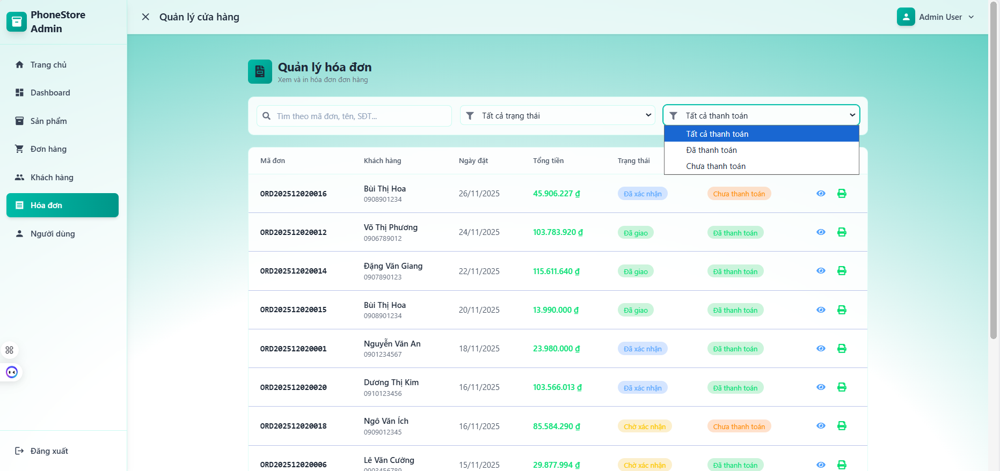 PhoneStore
Admin
Quản lý cửa hàng
Admin User
Trang chủ
Dashboard
Sản phẩm
Đơn hàng
Khách hàng
Hóa đơn
Người dùng
Đăng xuất
Quản lý hóa đơn
Xem và in hóa đơn đơn hàng
Tìm theo mã đơn, tên, SĐT...
Tất cả trạng thái
Tất cả thanh toán
Tất cả thanh toán
Đã thanh toán
Chưa thanh toán
Mã đơn Khách hàng Ngày đặt Tổng tiền Trạng thái
ORD202512020016 Bùi Thị Hoa 26/11/2025 45.906.227 ₫ Đã xác nhận Chưa thanh toán
0908901234
ORD202512020012 Võ Thị Phương 24/11/2025 103.783.920 ₫ Đã giao Đã thanh toán
0906789012
ORD202512020014 Đặng Văn Giang 22/11/2025 115.611.640 ₫ Đã giao Đã thanh toán
0907890123
ORD202512020015 Bùi Thị Hoa 20/11/2025 13.990.000 ₫ Đã giao Đã thanh toán
0908901234
ORD202512020001 Nguyễn Văn An 18/11/2025 23.980.000 ₫ Đã xác nhận Đã thanh toán
0901234567
ORD202512020020 Dương Thị Kim 16/11/2025 103.566.013 ₫ Đã xác nhận Đã thanh toán
0910123456
ORD202512020018 Ngô Văn Ích 16/11/2025 85.584.290 ₫ Chờ xác nhận Chưa thanh toán
0909012345
ORD202512020006 Lê Văn Cường 15/11/2025 29.877.994 ₫ Chờ xác nhận Đã thanh toán
0903456789